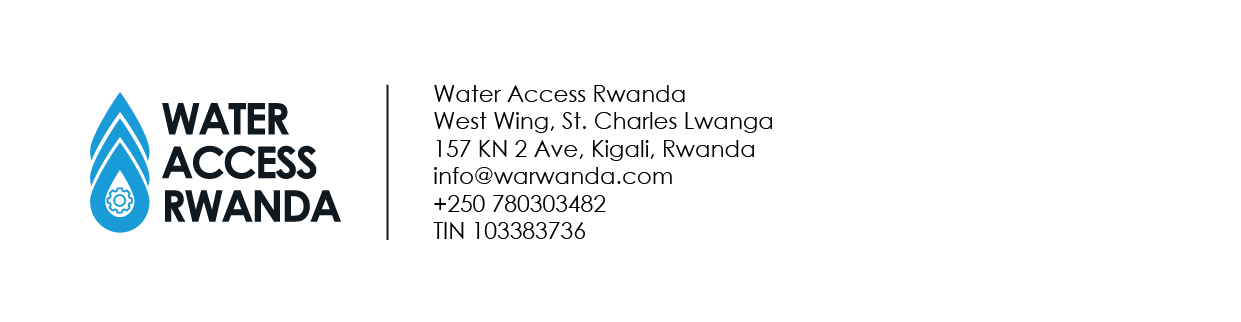 WATER
ACCESS
RWANDA
Water Access Rwanda
West Wing, St. Charles Lwanga
157 KN 2 Ave, Kigali, Rwanda
info@warwanda.com
+250 780303482
TIN 103383736